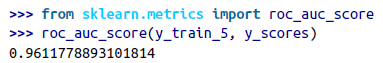 >>> from sklearn.metrics import roc_auc_score
>>> roc_auc_score(y_train_5, y_scores)
0.9611778893101814